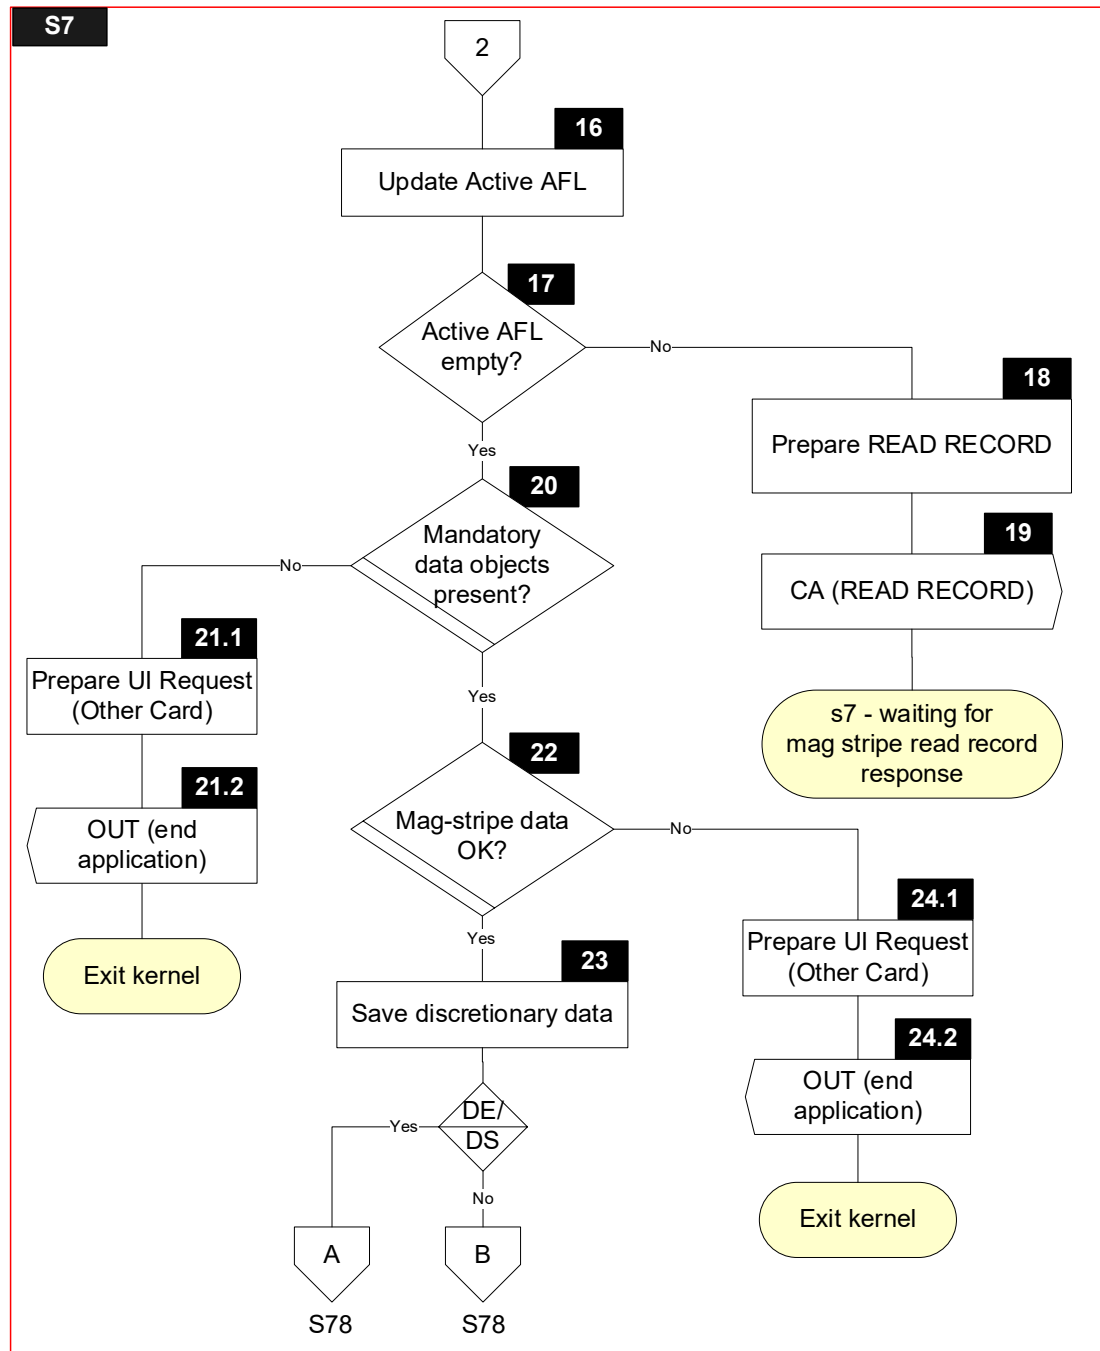 S7
2
16
Update Active AFL
17
Active AFL
empty?
No
18
Prepare READ RECORD
19
CA (READ RECORD)
s7 - waiting for
mag stripe read record
response
Yes
20
Mandatory
data objects
present?
No
21.1
Prepare UI Request
(Other Card)
21.2
OUT (end
application)
Exit kernel
Yes
22
Mag-stripe data
OK?
No
24.1
Prepare UI Request
(Other Card)
24.2
OUT (end
application)
Exit kernel
Yes
23
Save discretionary data
DE/
DS
Yes
No
A
B
S78
S78